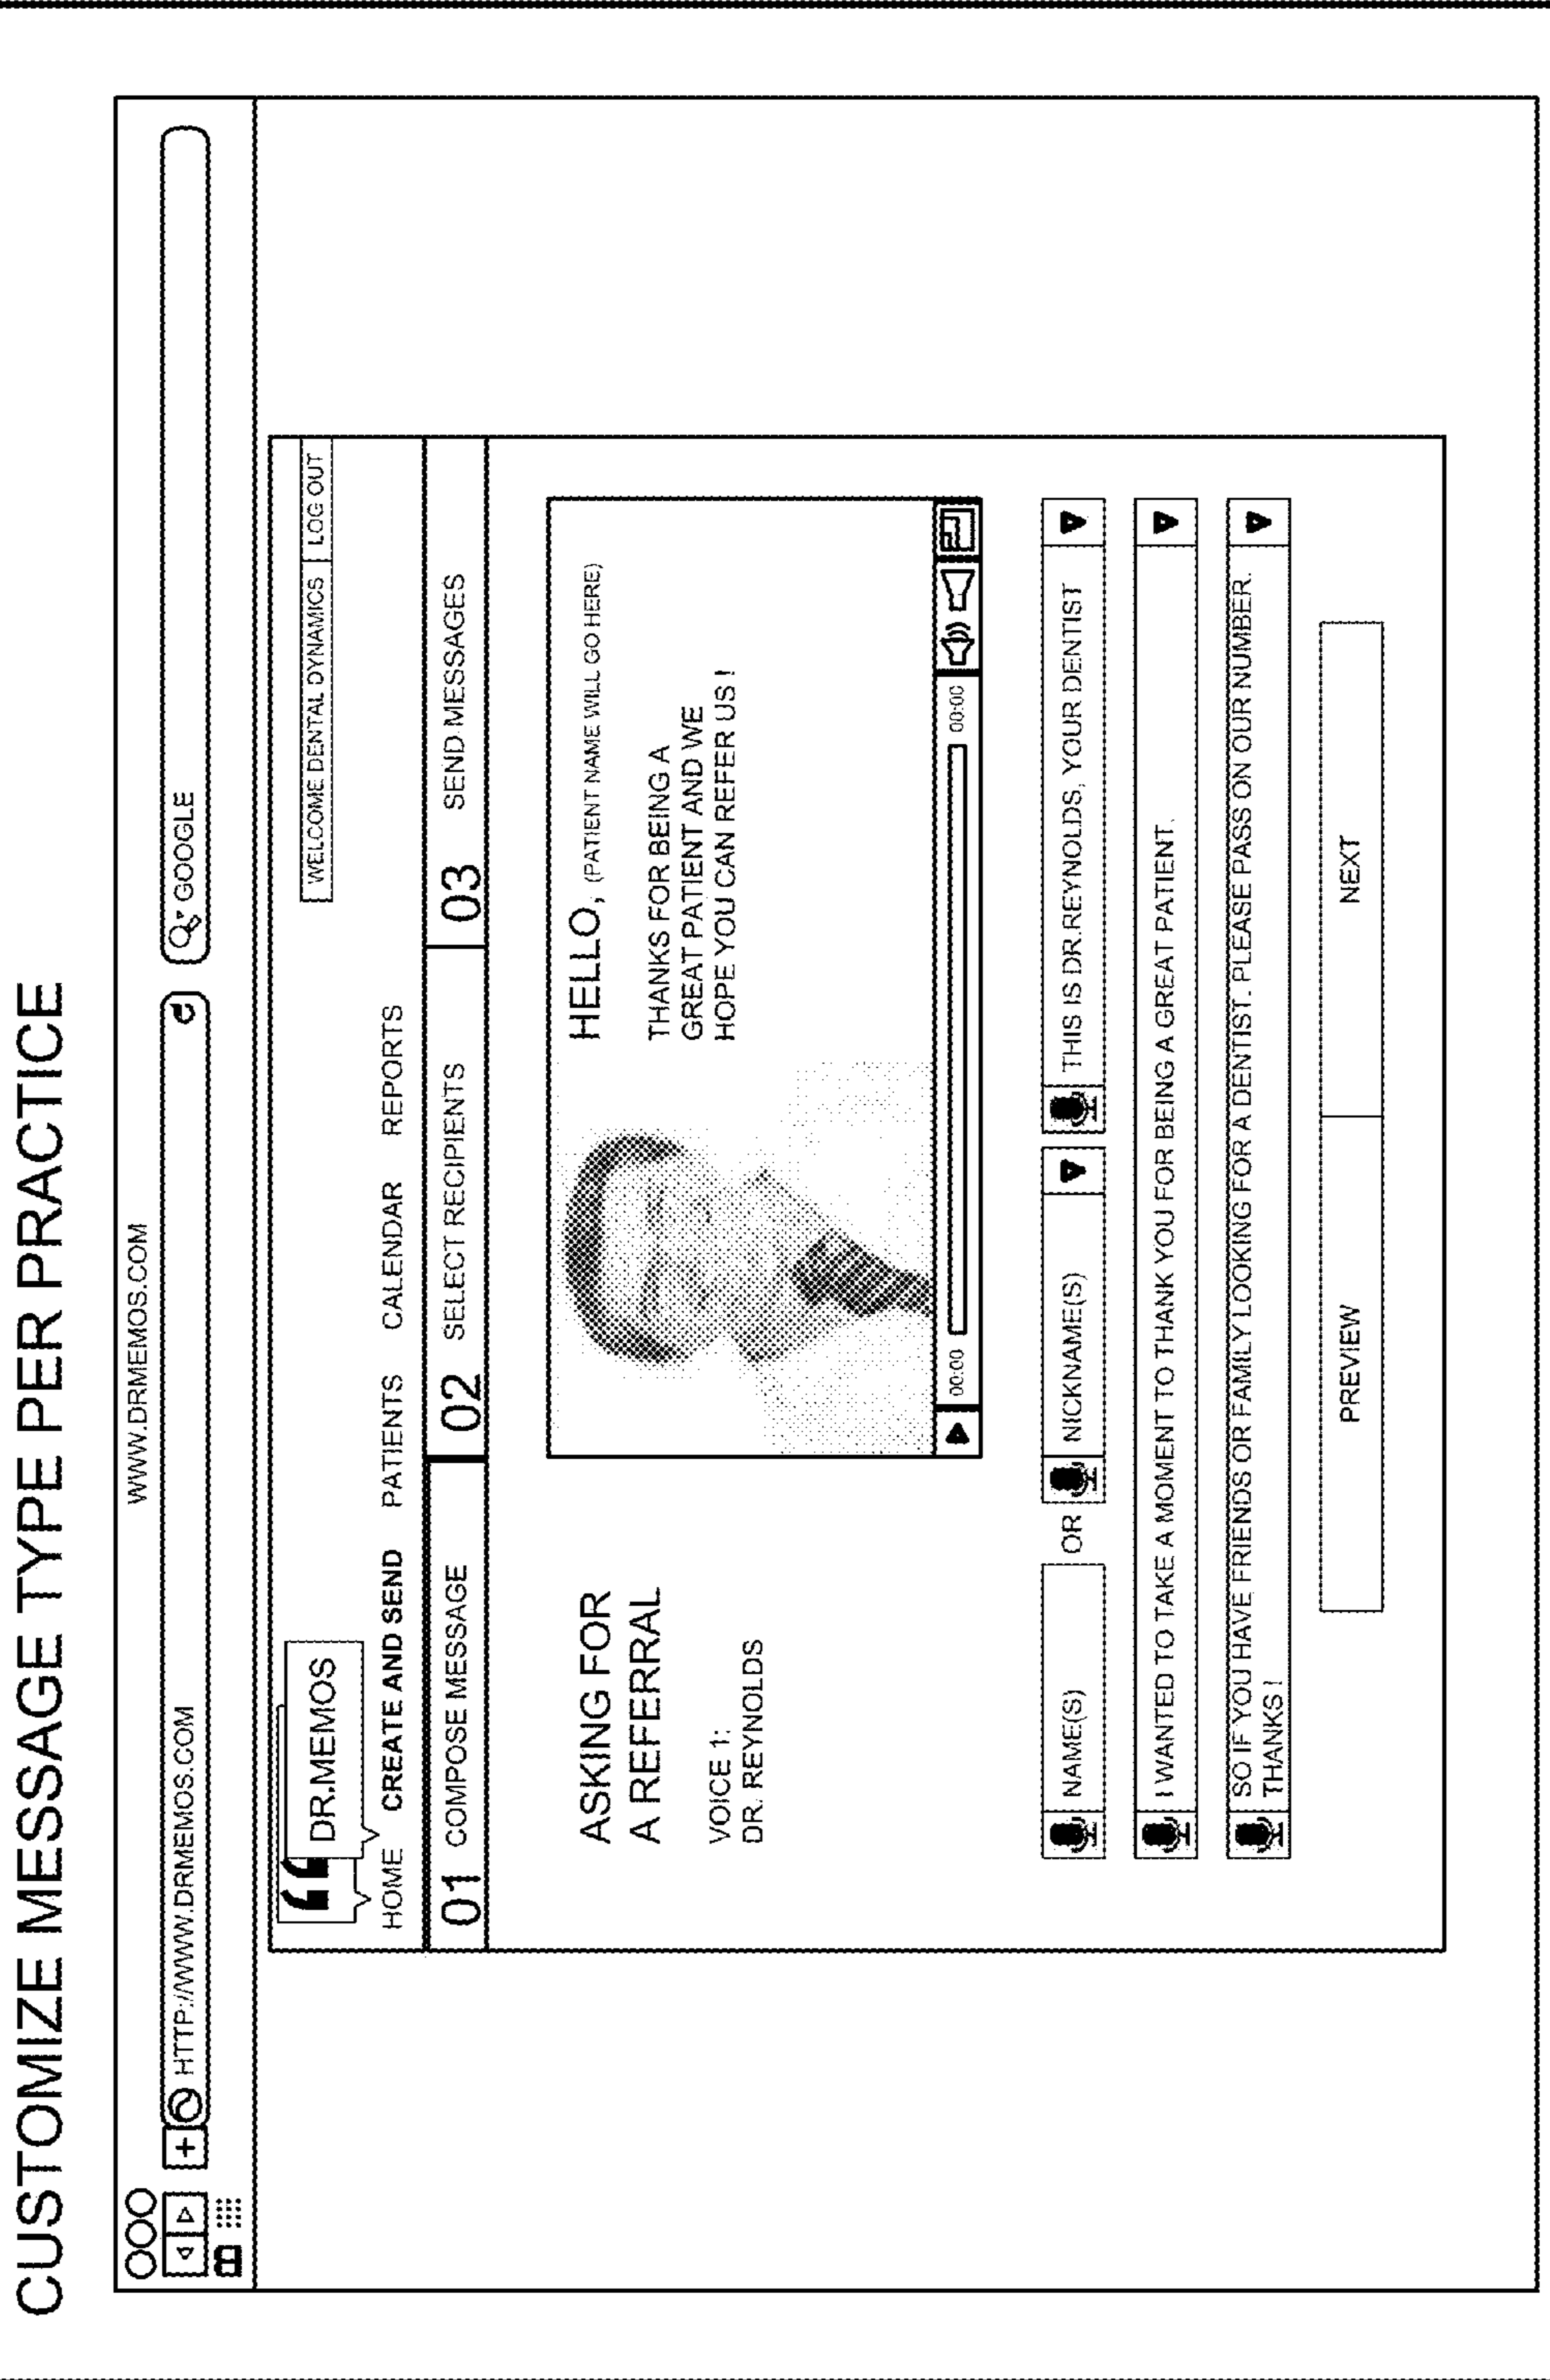 CUSTOMIZE MESSAGE TYPE PER PRACTICE
WWW.DRMEMOS.COM
HTTP://WWW.DRMEMOS.COM
GOOGLE
DR.MEMOS
WELCOME DENTAL DYNAMICS | LOG OUT
HOME CREATE AND SEND PATIENTS CALENDAR REPORTS
01 COMPOSE MESSAGE 02 SELECT RECIPIENTS 03 SEND MESSAGES
ASKING FOR
A REFERRAL
VOICE 1:
DR. REYNOLDS
HELLO, (PATIENT NAME WILL GO HERE)
THANKS FOR BEING A
GREAT PATIENT AND WE
HOPE YOU CAN REFER US !
00:00 00:00
NAME(S) OR NICKNAME(S) THIS IS DR.REYNOLDS, YOUR DENTIST
I WANTED TO TAKE A MOMENT TO THANK YOU FOR BEING A GREAT PATIENT.
SO IF YOU HAVE FRIENDS OR FAMILY LOOKING FOR A DENTIST. PLEASE PASS ON OUR NUMBER.
THANKS !
PREVIEW NEXT